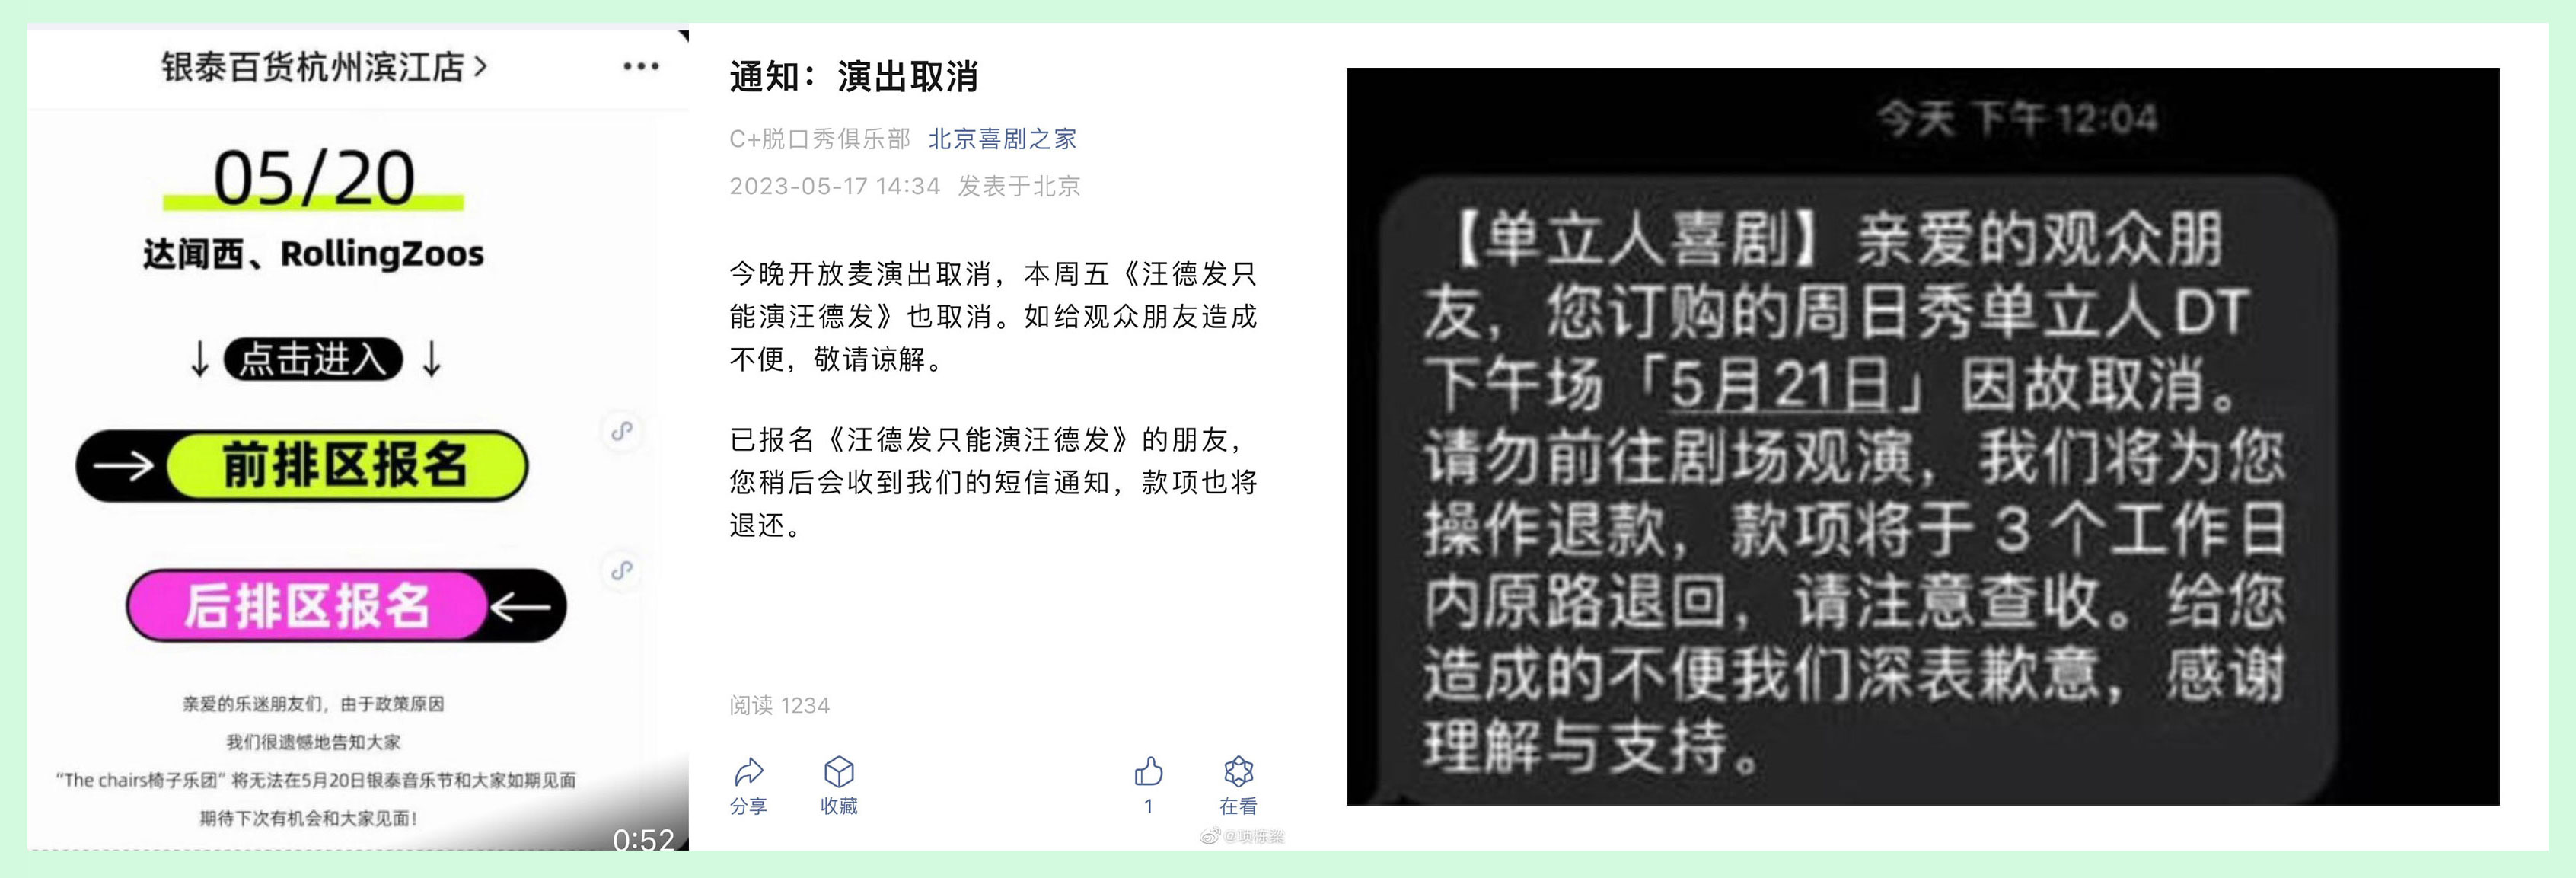 银泰百货杭州滨江店 >
05/20
达闻西、RollingZoos
↓ 点击进入 ↓
→ 前排区报名
后排区报名 ←
亲爱的乐迷朋友们，由于政策原因
我们很遗憾地告知大家
“The chairs椅子乐团”将无法在5月20日银泰音乐节和大家如期见面
期待下次有机会和大家见面！
0:52
通知：演出取消
C+脱口秀俱乐部 北京喜剧之家
2023-05-17 14:34 发表于北京
今晚开放麦演出取消，本周五《汪德发只
能演汪德发》也取消。如给观众朋友造成
不便，敬请谅解。
已报名《汪德发只能演汪德发》的朋友，
您稍后会收到我们的短信通知，款项也将
退还。
阅读 1234
分享 收藏 1 在看
@项栋梁
今天 下午12:04
【单立人喜剧】亲爱的观众朋
友，您订购的周日秀单立人DT
下午场「5月21日」因故取消。
请勿前往剧场观演，我们将为您
操作退款，款项将于 3 个工作日
内原路退回，请注意查收。给您
造成的不便我们深表歉意，感谢
理解与支持。